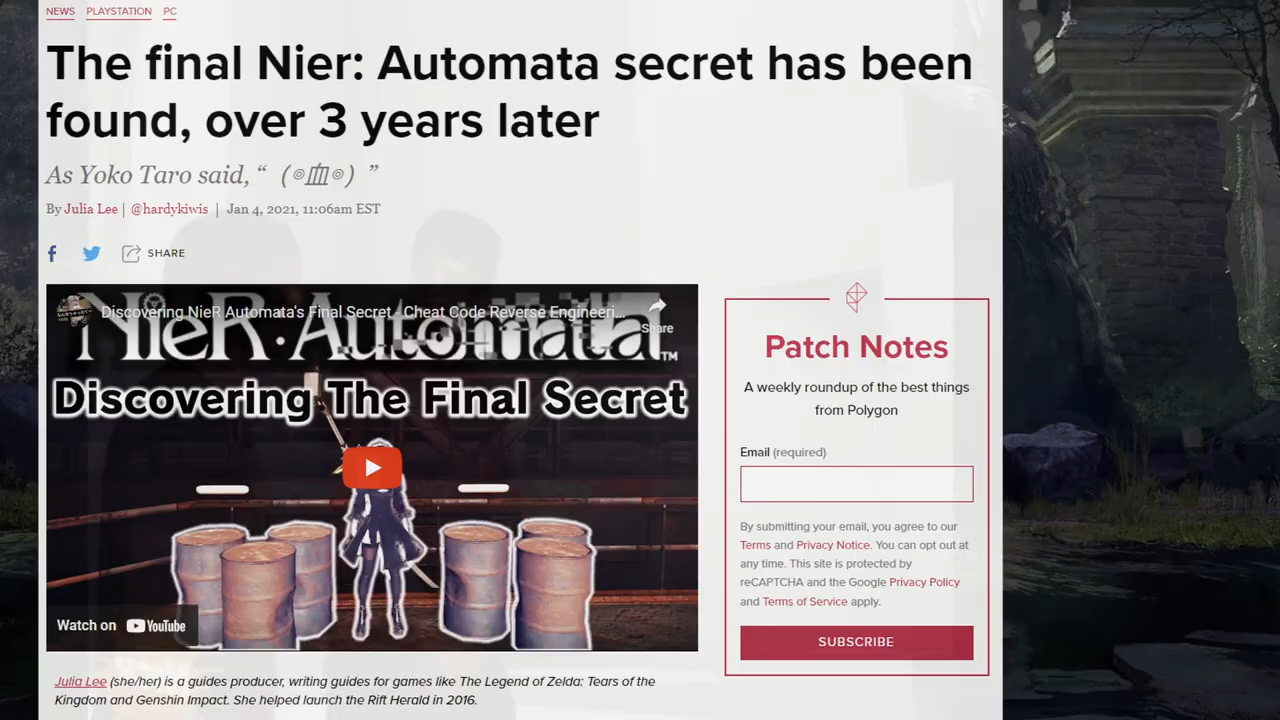 NEWS PLAYSTATION PC
The final Nier: Automata secret has been
found, over 3 years later
As Yoko Taro said, “（◎皿◎）”
By Julia Lee | @hardykiwis | Jan 4, 2021, 11:06am EST
SHARE
Discovering NieR Automata's Final Secret - Cheat Code Reverse Engineeri...
Share
NieR:Automata™
Discovering The Final Secret
Watch on YouTube
Patch Notes
A weekly roundup of the best things
from Polygon
Email (required)
By submitting your email, you agree to our
Terms and Privacy Notice. You can opt out at
any time. This site is protected by
reCAPTCHA and the Google Privacy Policy
and Terms of Service apply.
SUBSCRIBE
Julia Lee (she/her) is a guides producer, writing guides for games like The Legend of Zelda: Tears of the
Kingdom and Genshin Impact. She helped launch the Rift Herald in 2016.